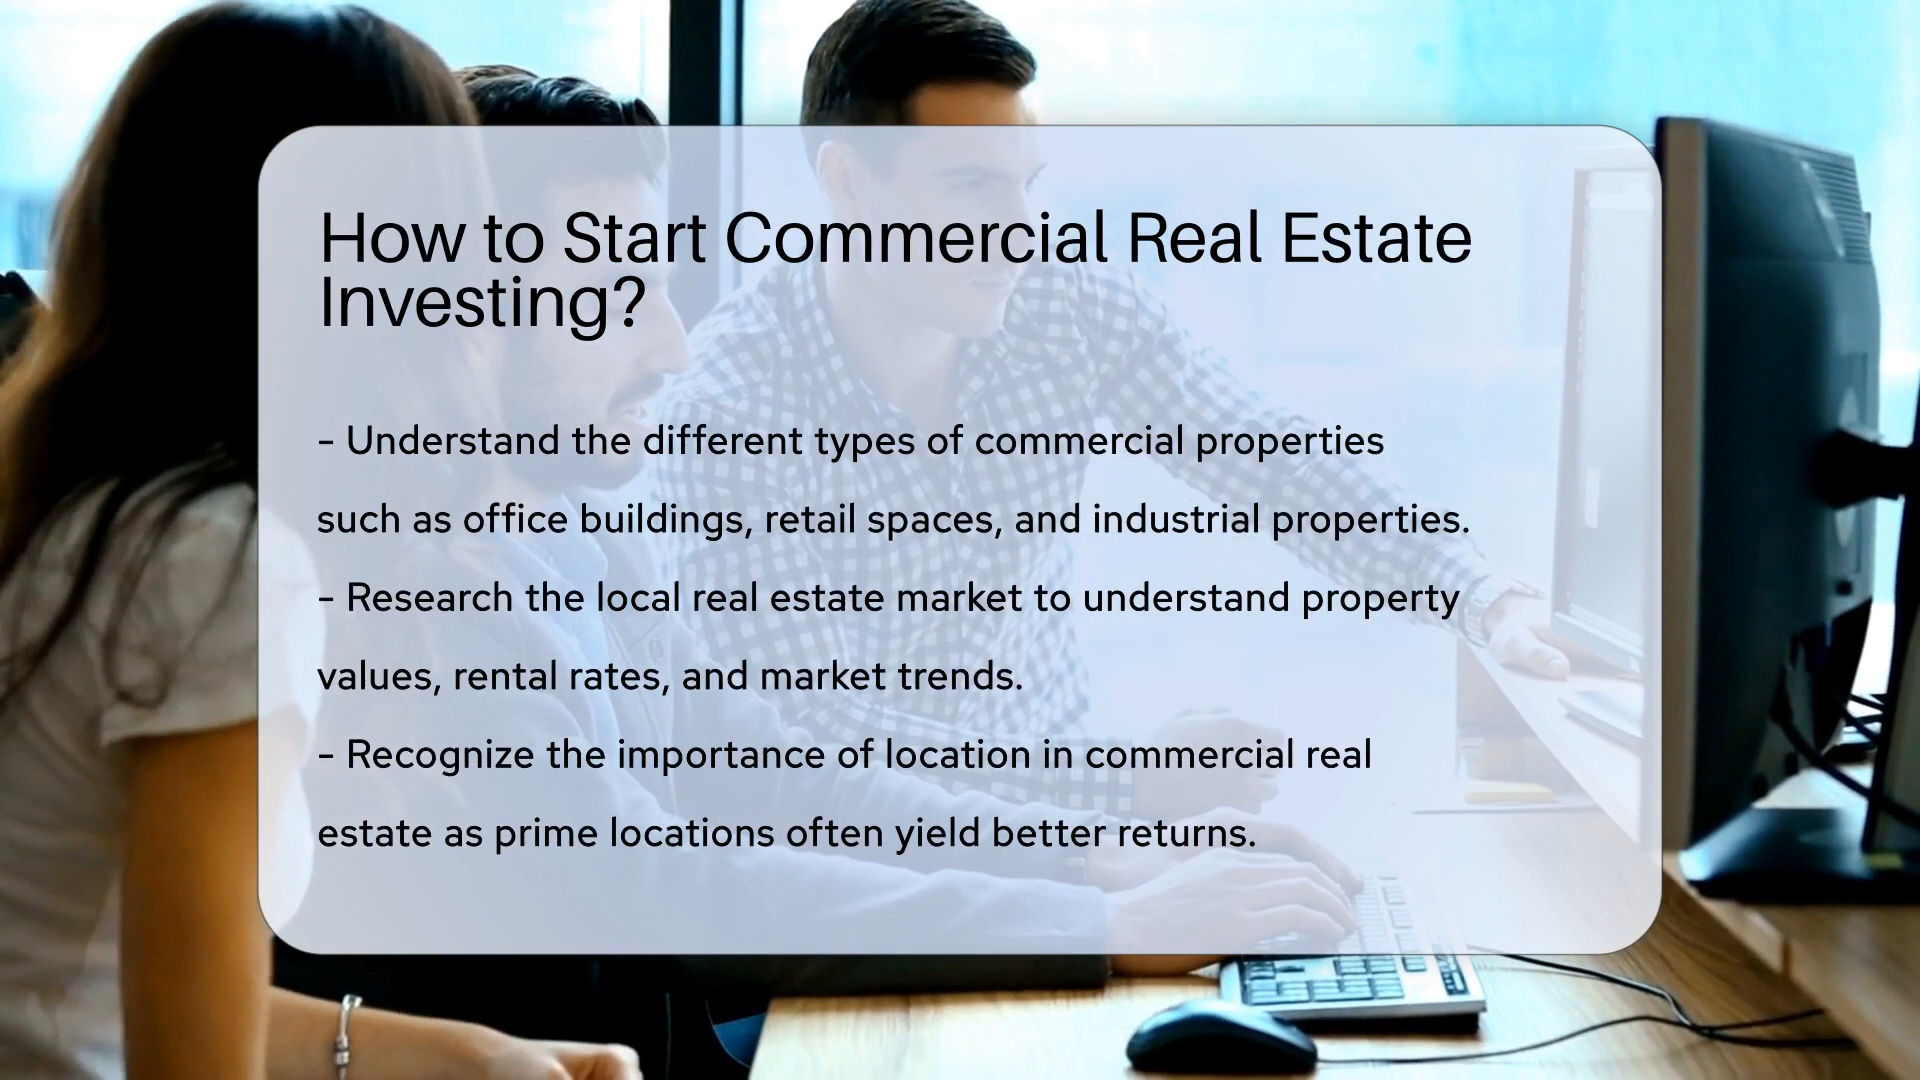 How to Start Commercial Real Estate
Investing?
- Understand the different types of commercial properties
such as office buildings, retail spaces, and industrial properties.
- Research the local real estate market to understand property
values, rental rates, and market trends.
- Recognize the importance of location in commercial real
estate as prime locations often yield better returns.